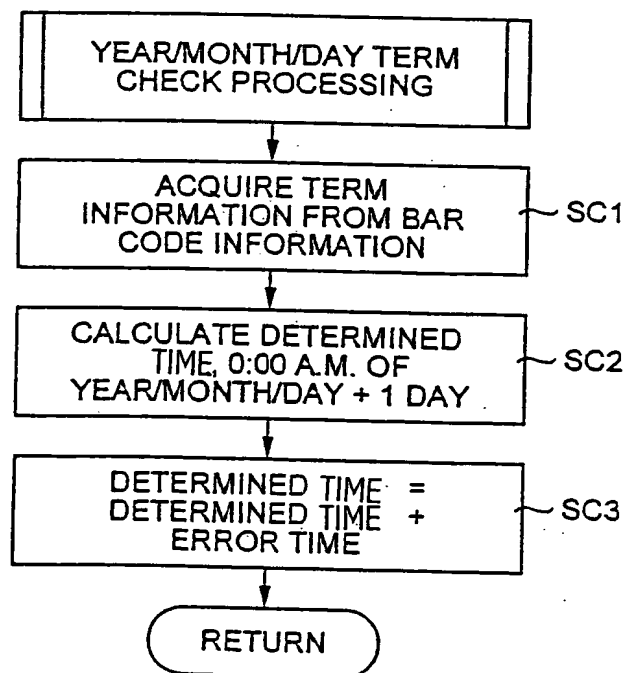 YEAR/MONTH/DAY TERM
CHECK PROCESSING
ACQUIRE TERM
INFORMATION FROM BAR
CODE INFORMATION
SC1
CALCULATE DETERMINED
TIME, 0:00 A.M. OF
YEAR/MONTH/DAY + 1 DAY
SC2
DETERMINED TIME =
DETERMINED TIME +
ERROR TIME
SC3
RETURN